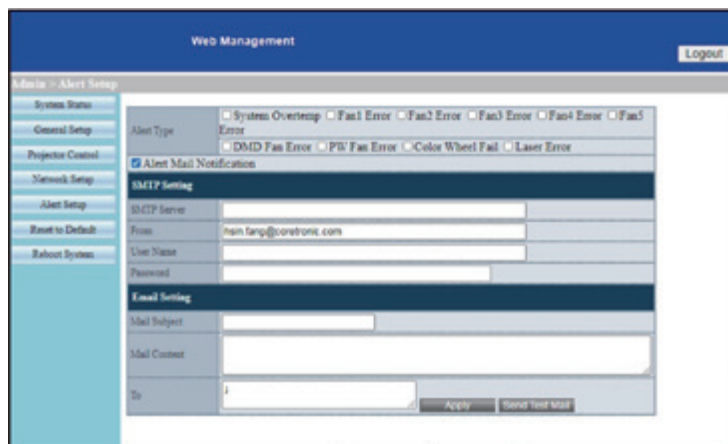 Web Management
Logout
Admin > Alert Setup
System Status
General Setup
Projector Control
Network Setup
Alert Setup
Reset to Default
Reboot System
Alert Type
System Overtemp Fan1 Error Fan2 Error Fan3 Error Fan4 Error Fan5
Error
DMD Fan Error PW Fan Error Color Wheel Fail Laser Error
Alert Mail Notification
SMTP Setting
SMTP Server
From hsin.fang@coretronic.com
User Name
Password
Email Setting
Mail Subject
Mail Content
To ;
Apply Send Test Mail